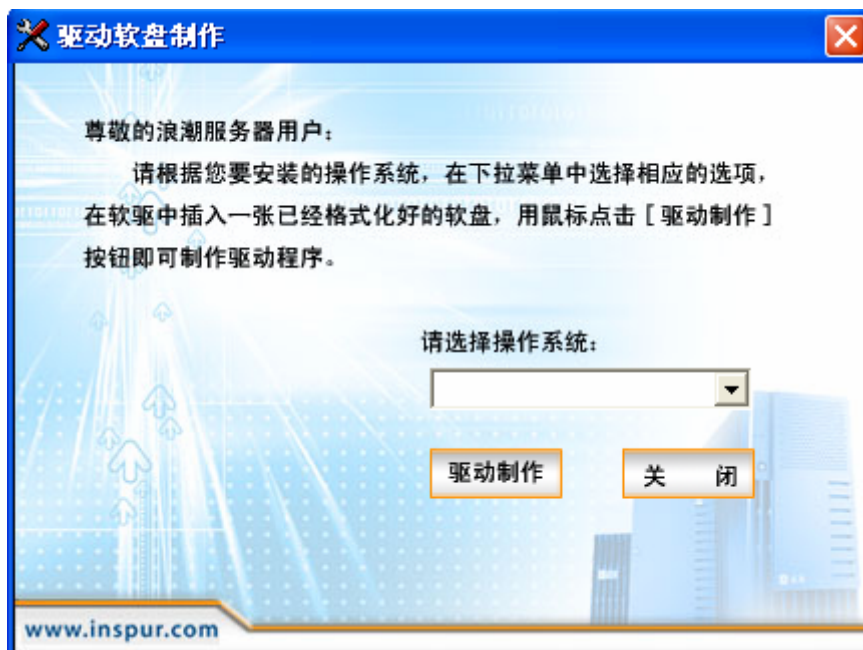 驱动软盘制作
尊敬的浪潮服务器用户：
请根据您要安装的操作系统，在下拉菜单中选择相应的选项，
在软驱中插入一张已经格式化好的软盘，用鼠标点击［驱动制作］
按钮即可制作驱动程序。
请选择操作系统：
驱动制作
关 闭
www.inspur.com